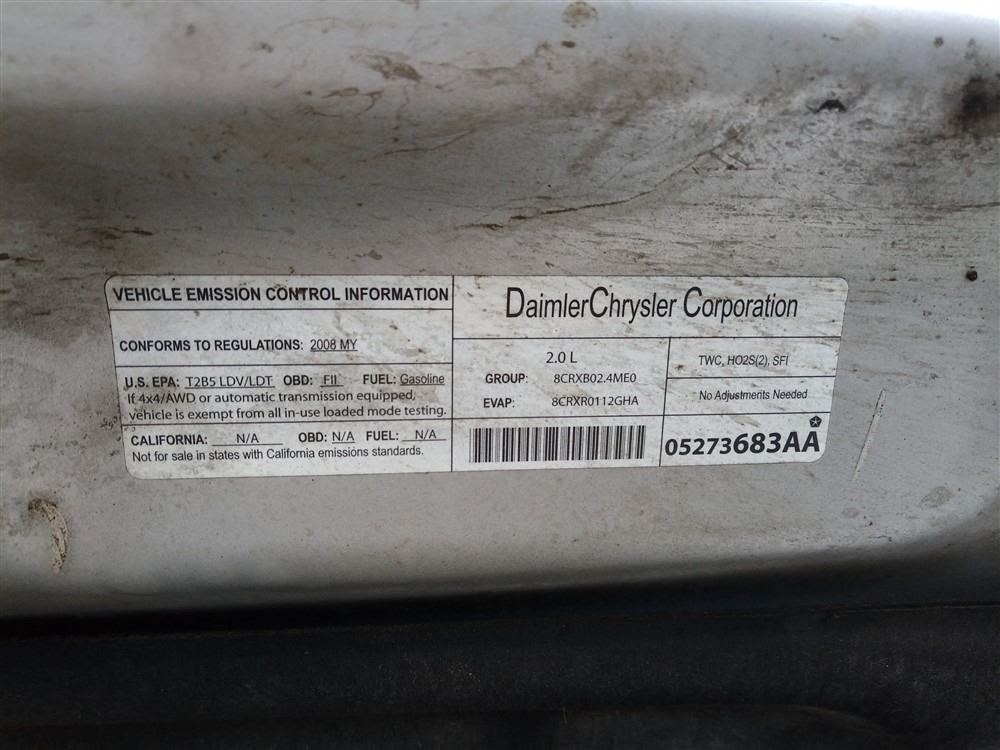 VEHICLE EMISSION CONTROL INFORMATION
CONFORMS TO REGULATIONS: 2008 MY
U.S. EPA: T2B5 LDV/LDT OBD: FII FUEL: Gasoline
If 4x4/AWD or automatic transmission equipped,
vehicle is exempt from all in-use loaded mode testing.
CALIFORNIA: N/A OBD: N/A FUEL: N/A
Not for sale in states with California emissions standards.
DaimlerChrysler Corporation
2.0 L
GROUP: 8CRXB02.4ME0
EVAP: 8CRXR0112GHA
TWC, HO2S(2), SFI
No Adjustments Needed
05273683AA